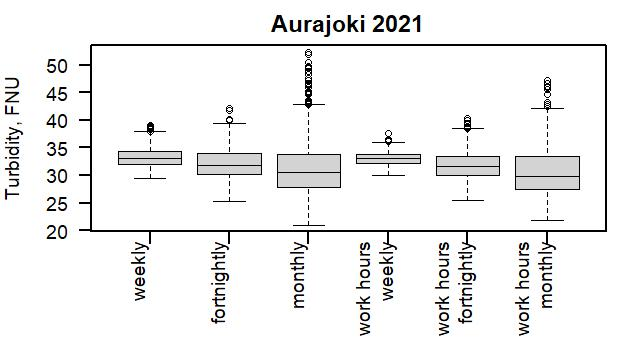 Aurajoki 2021
Turbidity, FNU
50
45
40
35
30
25
20
weekly
fortnightly
monthly
work hours
weekly
work hours
fortnightly
work hours
monthly